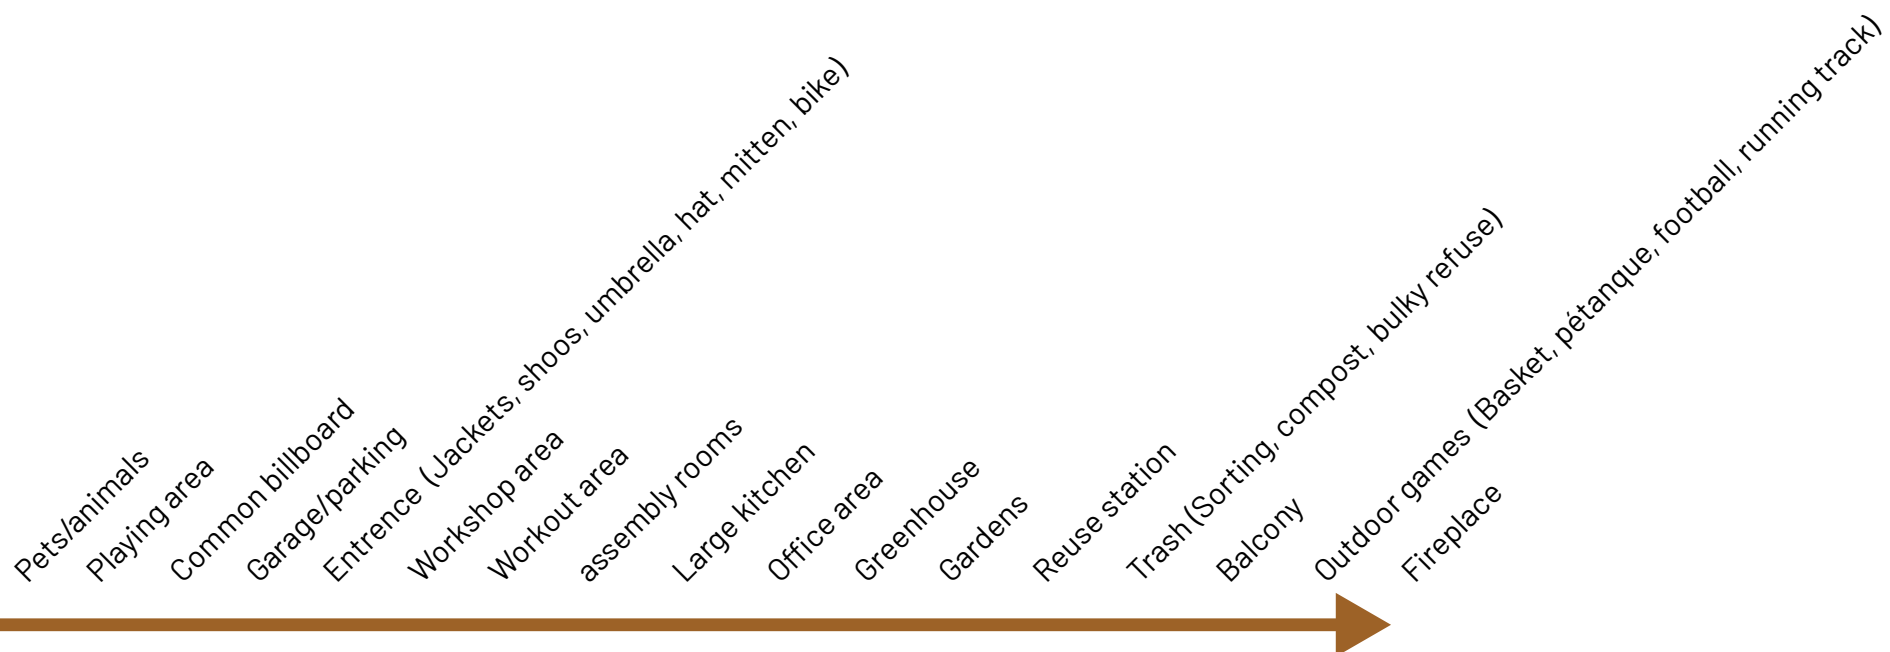 Pets/animals
Playing area
Common billboard
Garage/parking
Entrence (Jackets, shoos, umbrella, hat, mitten, bike)
Workshop area
Workout area
assembly rooms
Large kitchen
Office area
Greenhouse
Gardens
Reuse station
Trash (Sorting, compost, bulky refuse)
Balcony
Outdoor games (Basket, pétanque, football, running track)
Fireplace